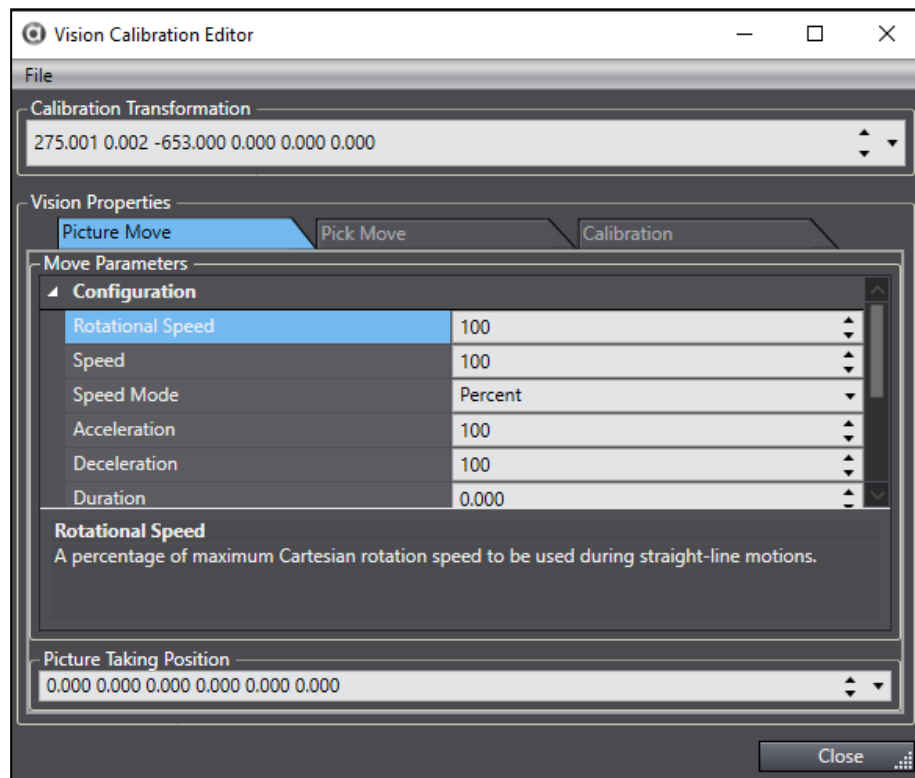 Vision Calibration Editor
File
Calibration Transformation
275.001 0.002 -653.000 0.000 0.000 0.000
Vision Properties
Picture Move Pick Move Calibration
Move Parameters
Configuration
Rotational Speed 100
Speed 100
Speed Mode Percent
Acceleration 100
Deceleration 100
Duration 0.000
Rotational Speed
A percentage of maximum Cartesian rotation speed to be used during straight-line motions.
Picture Taking Position
0.000 0.000 0.000 0.000 0.000 0.000
Close